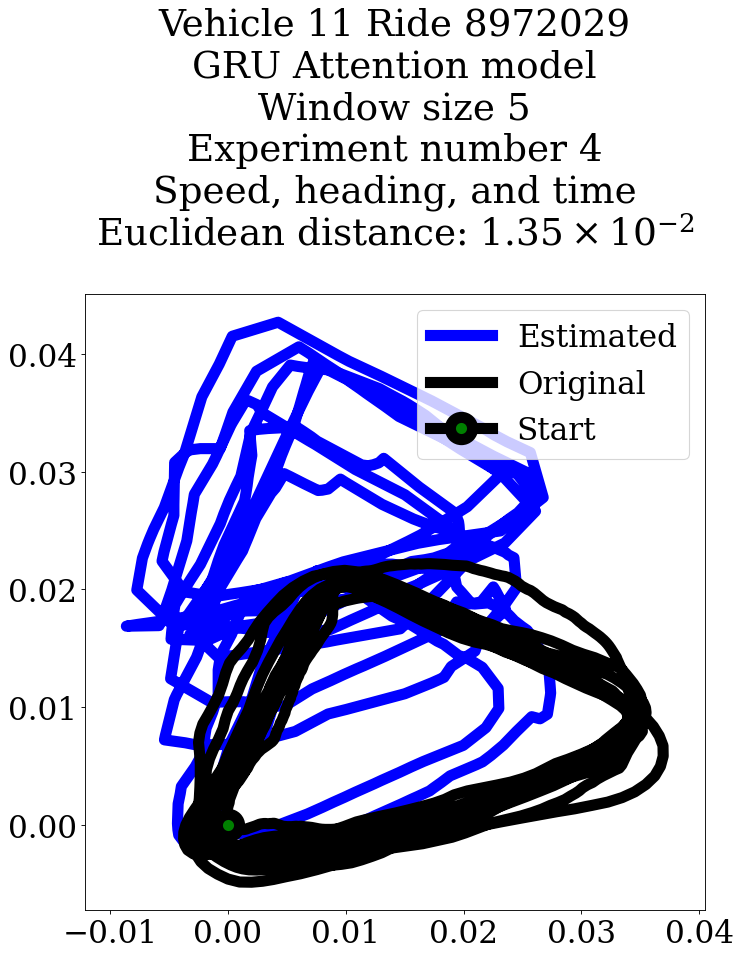 Vehicle 11 Ride 8972029
GRU Attention model
Window size 5
Experiment number 4
Speed, heading, and time
Euclidean distance: 1.35 × 10⁻²
Estimated
Original
Start
0.04
0.03
0.02
0.01
0.00
−0.01 0.00 0.01 0.02 0.03 0.04